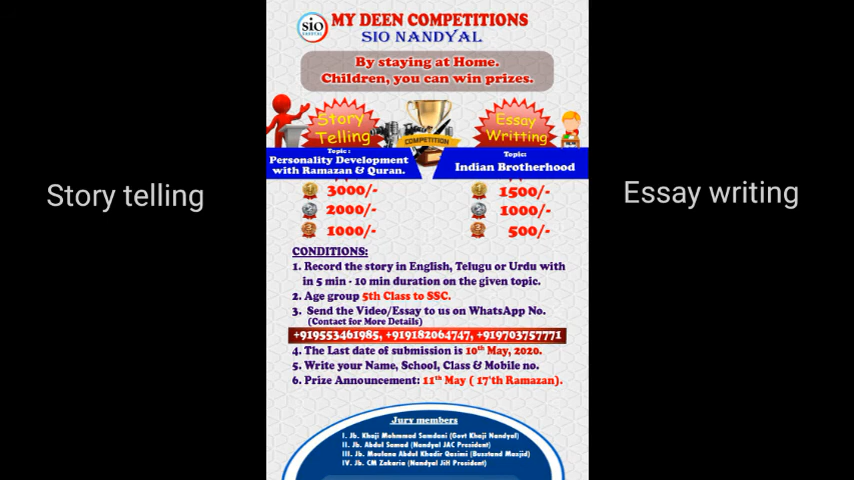 sio
NANDYAL
MY DEEN COMPETITIONS
SIO NANDYAL
By staying at Home.
Children, you can win prizes.
Story
Telling
COMPETITION
Essay
Writting
Topic :
Personality Development
with Ramazan & Quran.
Topic:
Indian Brotherhood
3000/-
1500/-
2000/-
1000/-
1000/-
500/-
Story telling
Essay writing
CONDITIONS:
1. Record the story in English, Telugu or Urdu with
in 5 min - 10 min duration on the given topic.
2. Age group 5th Class to SSC.
3. Send the Video/Essay to us on WhatsApp No.
(Contact for More Details)
+919553461985, +919182064747, +919703757771
4. The Last date of submission is 10th May, 2020.
5. Write your Name, School, Class & Mobile no.
6. Prize Announcement: 11th May ( 17'th Ramazan).
Jury members
I. Jb. Khaji Mohmmad Samdani (Govt Khaji Nandyal)
II. Jb. Abdul Samad (Nandyal JAC President)
III. Jb. Moulana Abdul Khadir Qasimi (Busstand Masjid)
IV. Jb. CM Zakaria (Nandyal JIH President)